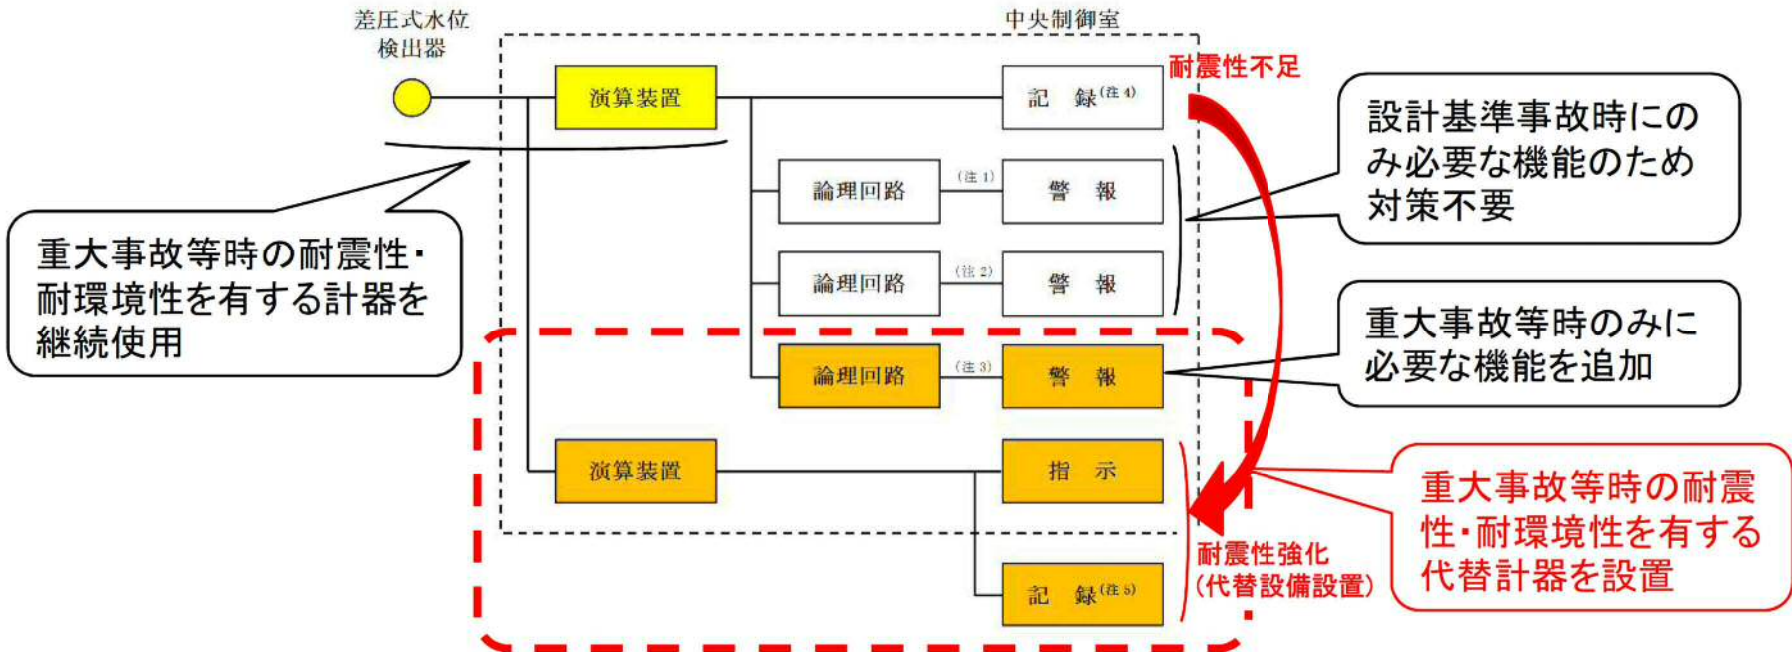 差圧式水位
検出器
中央制御室
耐震性不足
演算装置
記 録(注4)
設計基準事故時にの
み必要な機能のため
対策不要
論理回路
(注1)
警 報
重大事故等時の耐震性・
耐環境性を有する計器を
継続使用
論理回路
(注2)
警 報
重大事故等時のみに
必要な機能を追加
論理回路
(注3)
警 報
演算装置
指 示
重大事故等時の耐震
性・耐環境性を有する
代替計器を設置
耐震性強化
(代替設備設置)
記 録(注5)